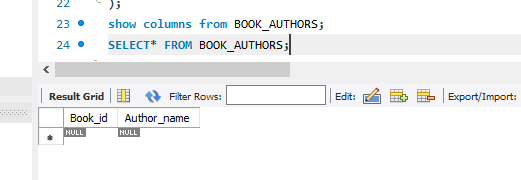 22 );
23 show columns from BOOK_AUTHORS;
24 SELECT* FROM BOOK_AUTHORS;
Result Grid Filter Rows: Edit: Export/Import:
Book_id Author_name
* NULL NULL